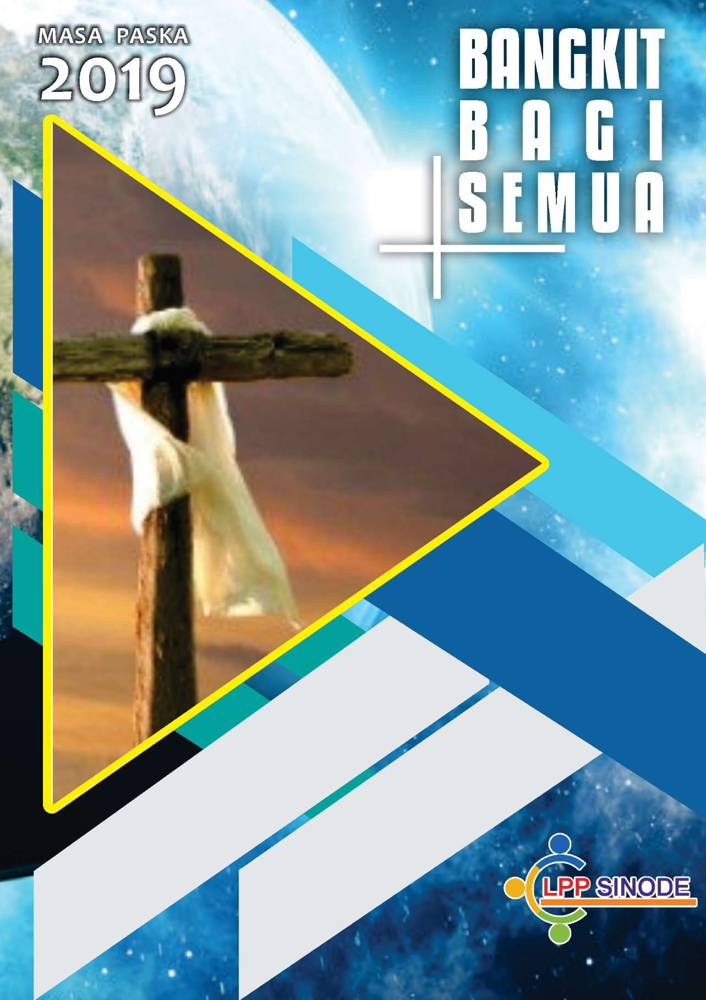 MASA PASKA
2019
BANGKIT
BAGI
SEMUA
LPP SINODE